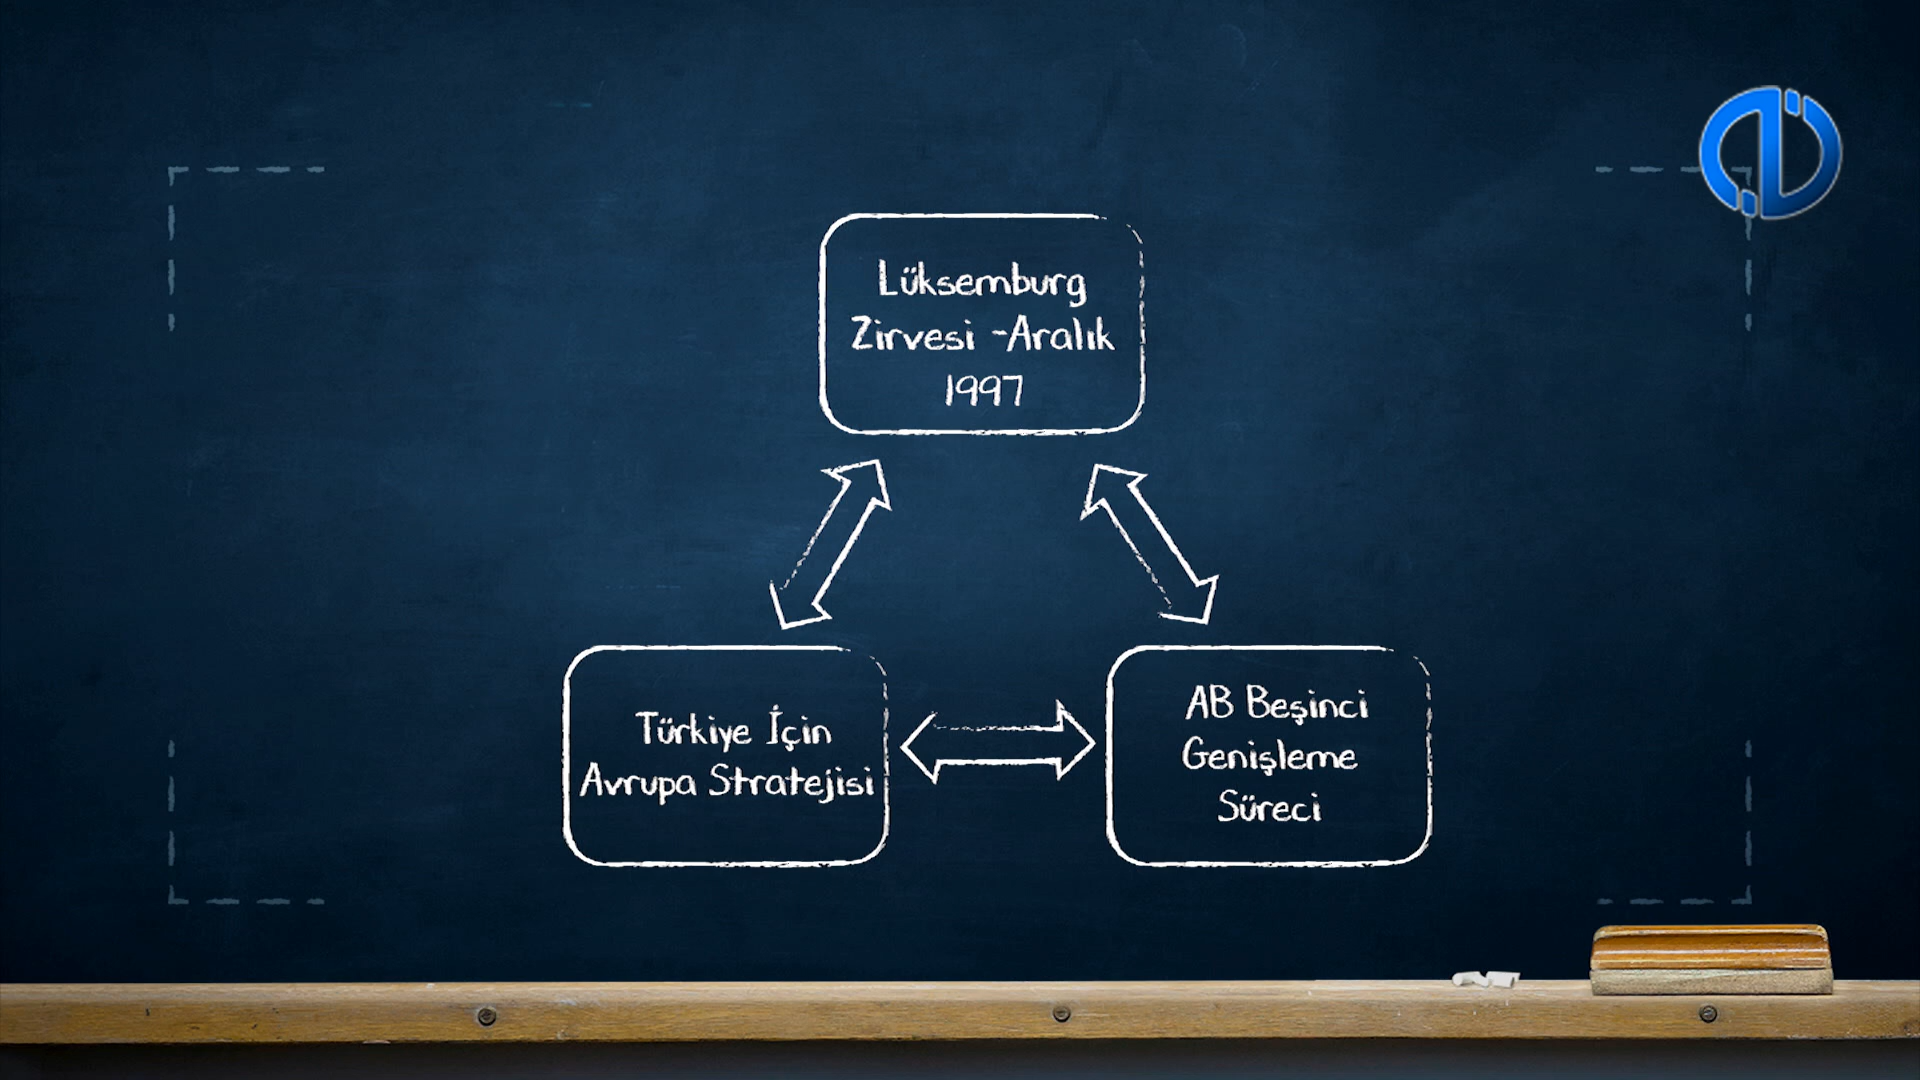 Lüksemburg
Zirvesi -Aralık
1997
Türkiye İçin
Avrupa Stratejisi
AB Beşinci
Genişleme
Süreci